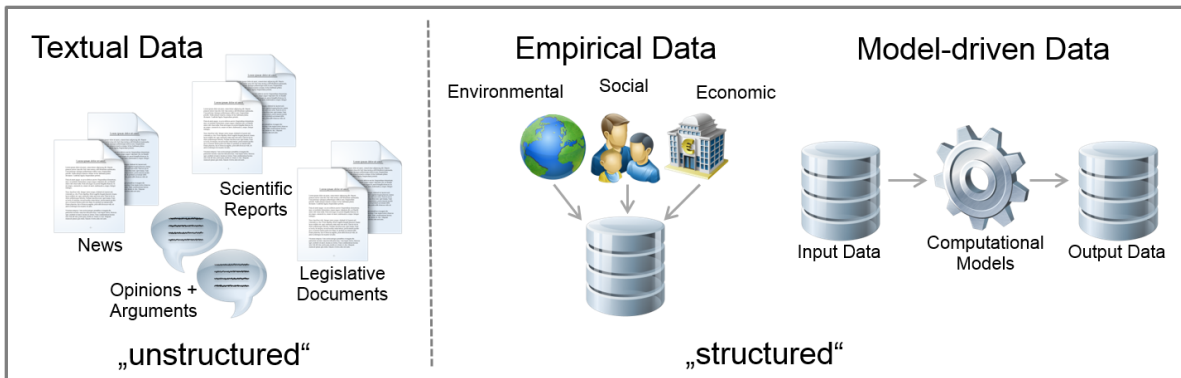 Textual Data
News
Scientific
Reports
Opinions +
Arguments
Legislative
Documents
„unstructured“
Empirical Data
Environmental
Social
Economic
Model-driven Data
Input Data
Computational
Models
Output Data
„structured“